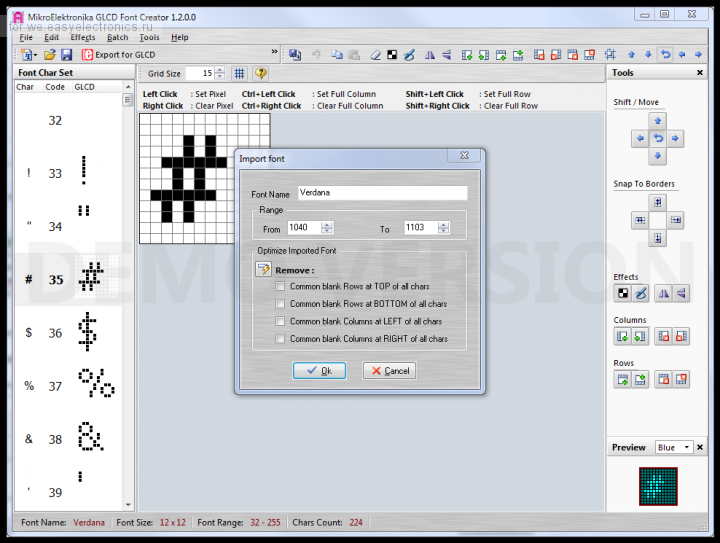 MikroElektronika GLCD Font Creator 1.2.0.0
for we.easyelectronics.ru
File Edit Effects Batch Tools Help
Export for GLCD »
Font Char Set
Char Code GLCD
32
! 33
" 34
# 35
$ 36
% 37
& 38
' 39
Grid Size 15
Left Click : Set Pixel Ctrl+Left Click : Set Full Column Shift+Left Click : Set Full Row
Right Click : Clear Pixel Ctrl+Right Click : Clear Full Column Shift+Right Click : Clear Full Row
Import font
Font Name Verdana
Range
From 1040 To 1103
Optimize Imported Font
Remove :
Common blank Rows at TOP of all chars
Common blank Rows at BOTTOM of all chars
Common blank Columns at LEFT of all chars
Common blank Columns at RIGHT of all chars
Ok Cancel
DEMO VERSION
Tools
Shift / Move
Snap To Borders
Effects
Columns
Rows
Preview Blue
Font Name: Verdana Font Size: 12 x 12 Font Range: 32 - 255 Chars Count: 224